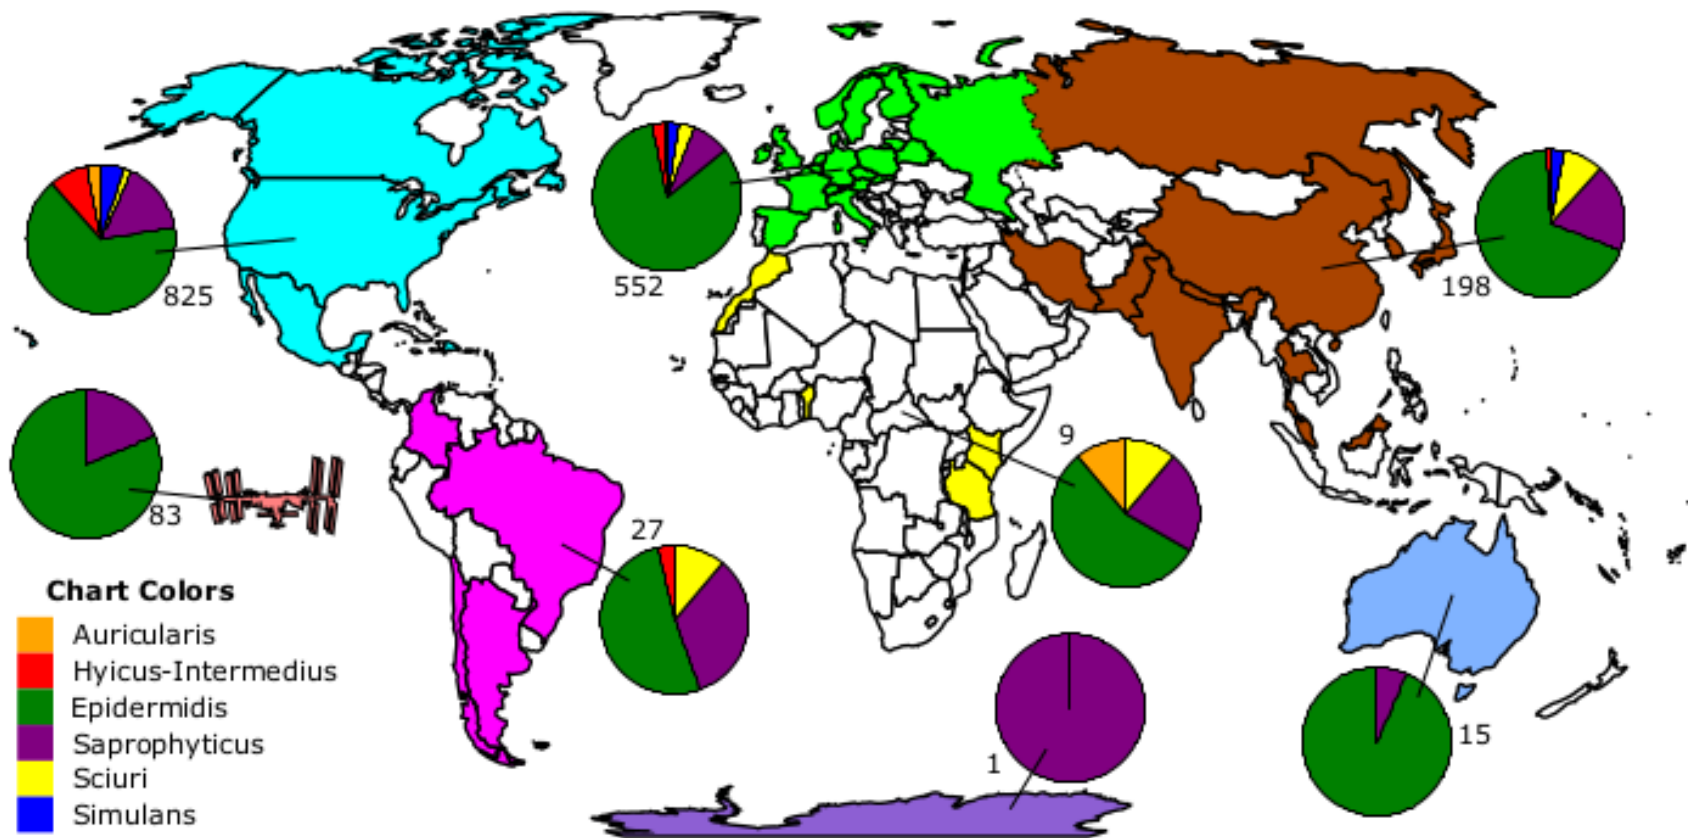 825
552
198
83
9
27
1
15
Chart Colors
Auricularis
Hyicus-Intermedius
Epidermidis
Saprophyticus
Sciuri
Simulans